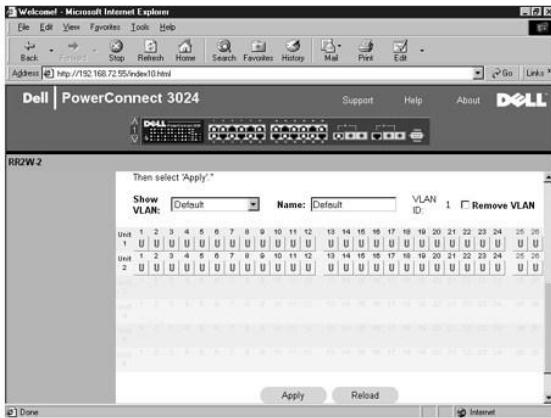 Welcome! - Microsoft Internet Explorer
File Edit View Favorites Tools Help
Back Forward Stop Refresh Home Search Favorites History Mail Print Edit
Address http://192.168.72.55/index10.html Go Links
Dell PowerConnect 3024 Support Help About DELL
DELL
RR2W-2
Then select 'Apply'."
Show VLAN: Default Name: Default VLAN ID: 1 Remove VLAN
Unit 1 2 3 4 5 6 7 8 9 10 11 12 13 14 15 16 17 18 19 20 21 22 23 24 25 26
1 U U U U U U U U U U U U U U U U U U U U U U U U U U
Unit 1 2 3 4 5 6 7 8 9 10 11 12 13 14 15 16 17 18 19 20 21 22 23 24 25 26
2 U U U U U U U U U U U U U U U U U U U U U U U U U U
Apply Reload
Done Internet